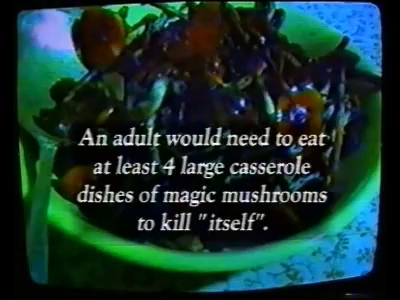 An adult would need to eat
at least 4 large casserole
dishes of magic mushrooms
to kill "itself".